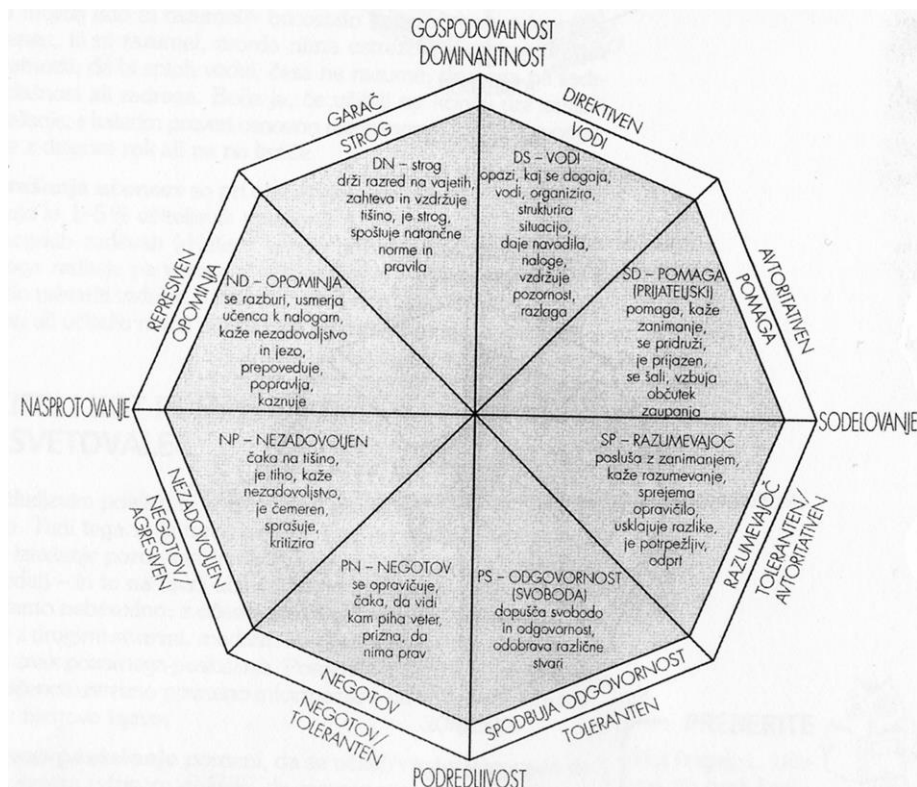 GOSPODOVALNOST
DOMINANTNOST
GARAČ
STROG
DIREKTIVEN
VODI
DN – strog
drži razred na vajetih,
zahteva in vzdržuje
tišino, je strog,
spoštuje natančne
norme in
pravila
DS – VODI
opazi, kaj se dogaja,
vodi, organizira,
strukturira
situacijo,
daje navodila,
naloge,
vzdržuje
pozornost,
razlaga
REPRESIVEN
OPOMINJA
ND – OPOMINJA
se razburi, usmerja
učenca k nalogam,
kaže nezadovoljstvo
in jezo,
prepoveduje,
popravlja,
kaznuje
SD – POMAGA
(PRIJATELJSKI)
pomaga, kaže
zanimanje,
se pridruži,
je prijazen,
se šali, vzbuja
občutek
zaupanja
AVTORITATIVEN
POMAGA
NASPROTOVANJE
SODELOVANJE
NP – NEZADOVOLJEN
čaka na tišino,
je tiho, kaže
nezadovoljstvo,
je čemeren,
sprašuje,
kritizira
SP – RAZUMEVAJOČ
posluša z zanimanjem,
kaže razumevanje,
sprejema
opravičilo,
usklajuje razlike,
je potrpežljiv,
odprt
NEZADOVOLJEN
NEGOTOV
AGRESIVEN
RAZUMEVAJOČ
TOLERANTEN/
AVTORITATIVEN
PN – NEGOTOV
se opravičuje,
čaka, da vidi
kam piha veter,
prizna, da
nima prav
PS – ODGOVORNOST
(SVOBODA)
dopušča svobodo
in odgovornost,
odobrava različne
stvari
NEGOTOV
NEGOTOV/
TOLERANTEN
SPODBUJA ODGOVORNOST
TOLERANTEN
PODREDLJIVOST
SVETOVALE
PREBERITE